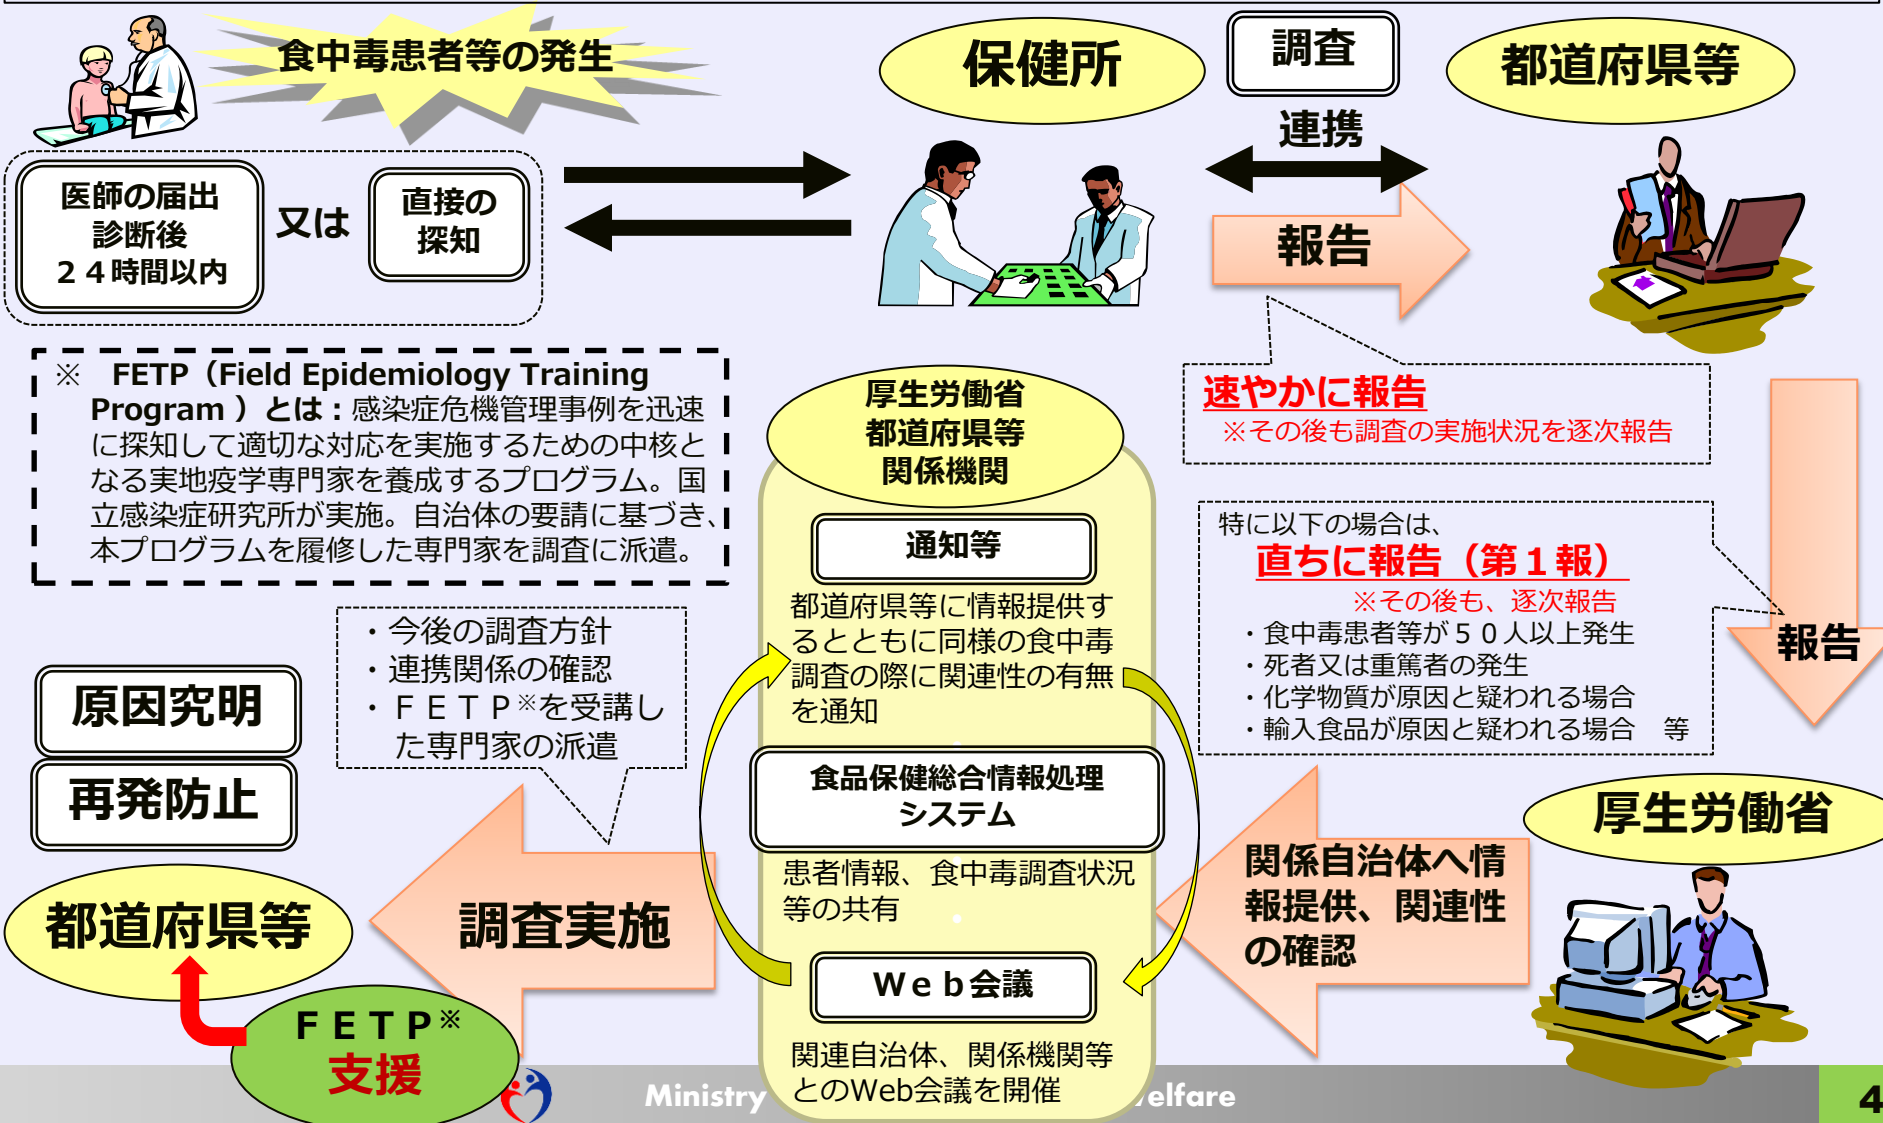 食中毒患者等の発生
保健所
調査
連携
都道府県等
医師の届出
診断後
２４時間以内
又は
直接の
探知
報告
※　FETP（Field Epidemiology Training
Program ）とは：感染症危機管理事例を迅速
に探知して適切な対応を実施するための中核と
なる実地疫学専門家を養成するプログラム。国
立感染症研究所が実施。自治体の要請に基づき、
本プログラムを履修した専門家を調査に派遣。
速やかに報告
※その後も調査の実施状況を逐次報告
特に以下の場合は、
直ちに報告（第１報）
※その後も、逐次報告
・食中毒患者等が５０人以上発生
・死者又は重篤者の発生
・化学物質が原因と疑われる場合
・輸入食品が原因と疑われる場合　等
報告
厚生労働省
関係自治体へ情
報提供、関連性
の確認
厚生労働省
都道府県等
関係機関
通知等
都道府県等に情報提供す
るとともに同様の食中毒
調査の際に関連性の有無
を通知
食品保健総合情報処理
システム
患者情報、食中毒調査状況
等の共有
Ｗｅｂ会議
関連自治体、関係機関等
とのWeb会議を開催
・今後の調査方針
・連携関係の確認
・ＦＥＴＰ※を受講し
た専門家の派遣
調査実施
原因究明
再発防止
都道府県等
ＦＥＴＰ※
支援
Ministry
elfare
4